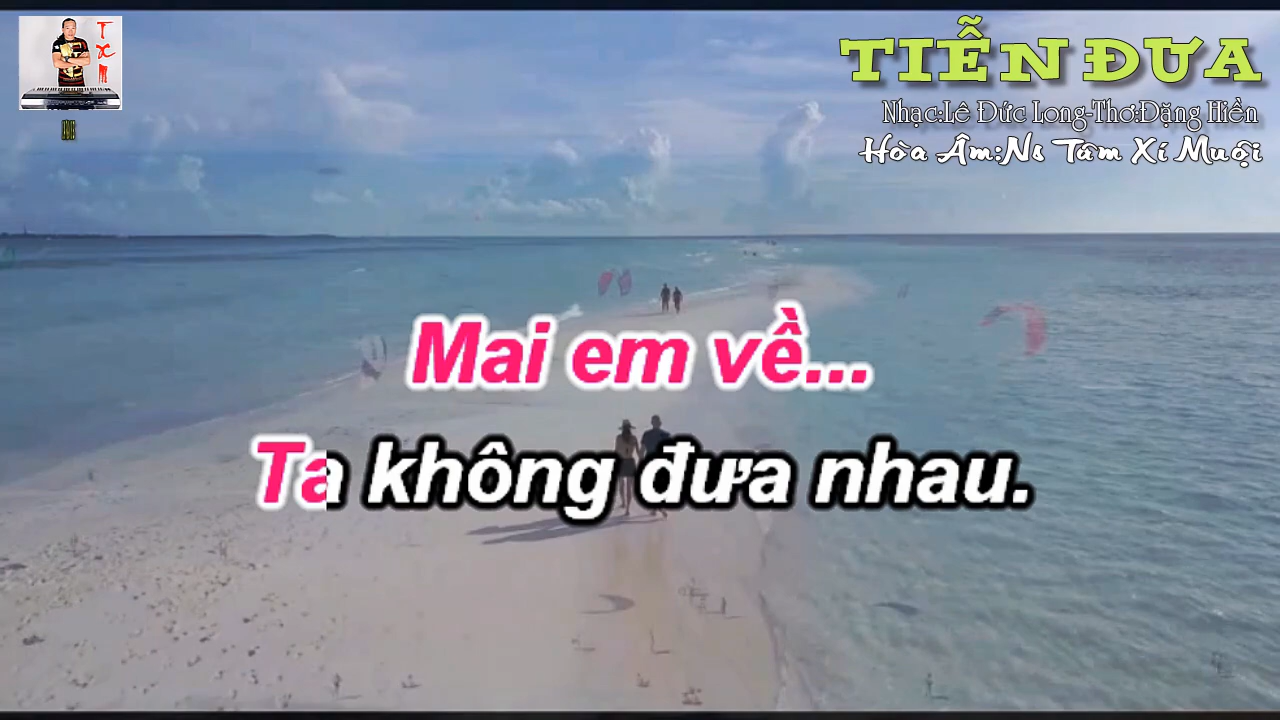 TXM
TIỄN ĐƯA
Nhạc:Lê Đức Long-Thơ:Đặng Hiền
Hòa Âm:Ns Tám Xí Muội
Mai em về...
Ta không đưa nhau.